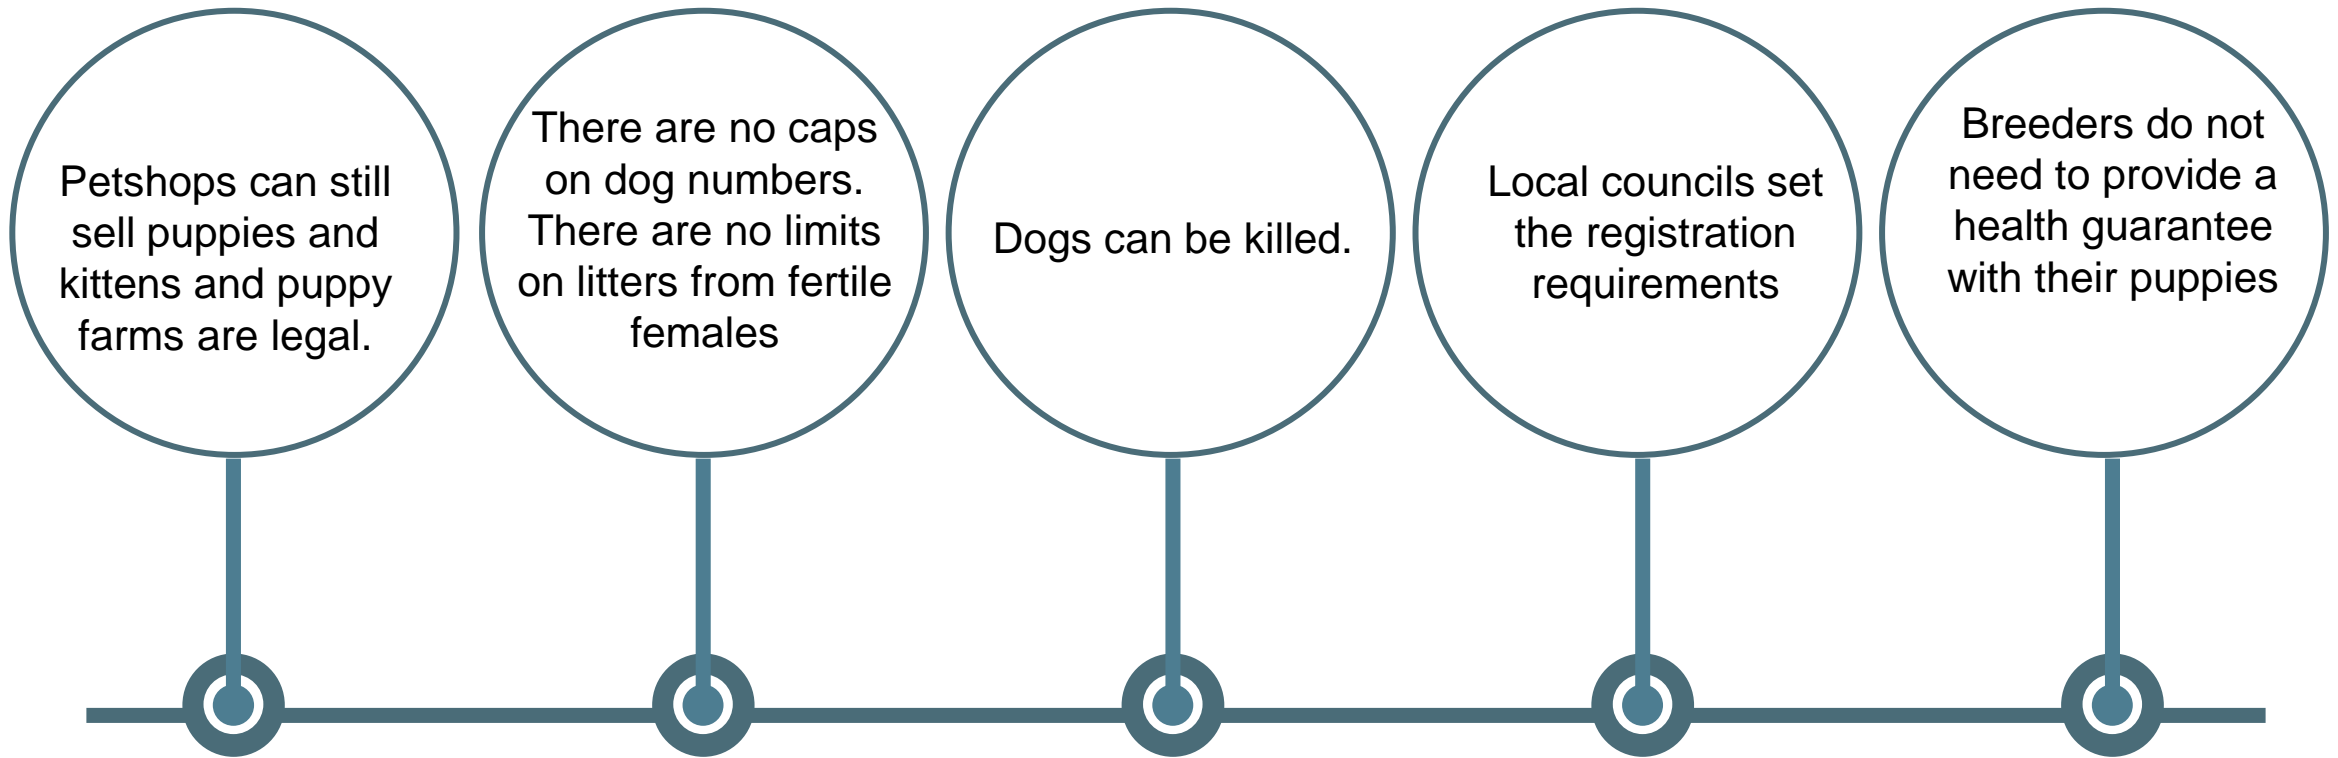 Petshops can still
sell puppies and
kittens and puppy
farms are legal.
There are no caps
on dog numbers.
There are no limits
on litters from fertile
females
Dogs can be killed.
Local councils set
the registration
requirements
Breeders do not
need to provide a
health guarantee
with their puppies